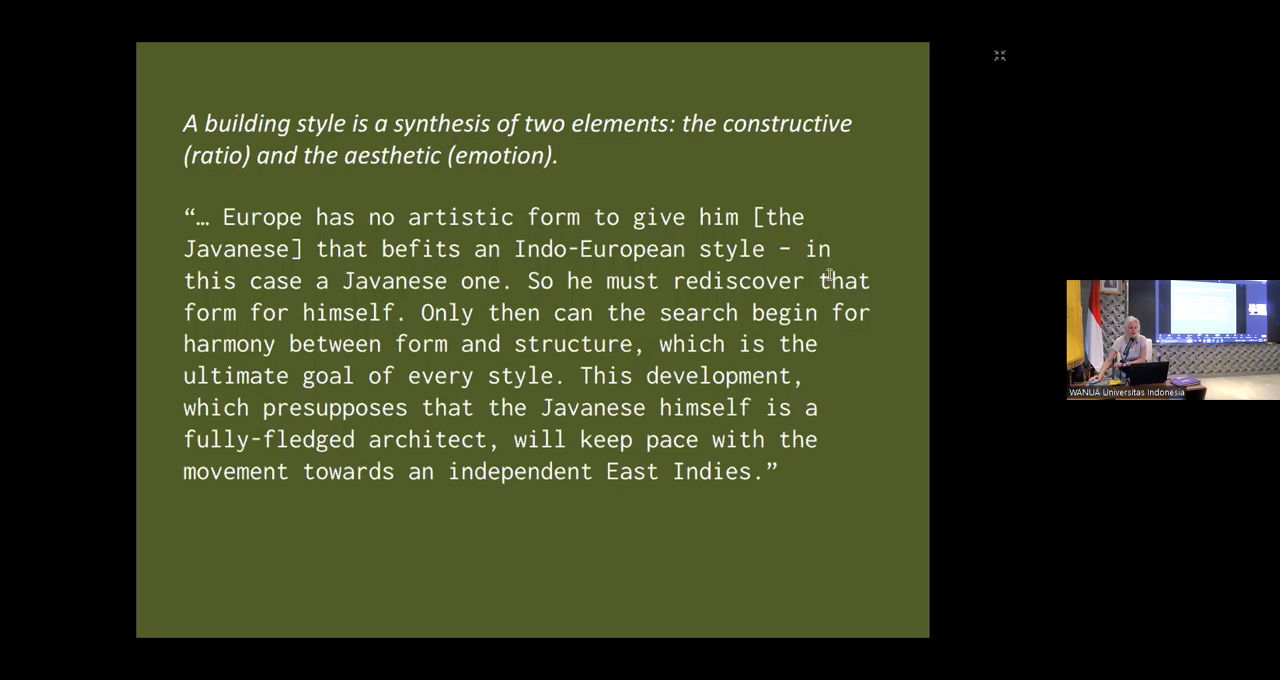 A building style is a synthesis of two elements: the constructive
(ratio) and the aesthetic (emotion).
“… Europe has no artistic form to give him [the
Javanese] that befits an Indo-European style – in
this case a Javanese one. So he must rediscover that
form for himself. Only then can the search begin for
harmony between form and structure, which is the
ultimate goal of every style. This development,
which presupposes that the Javanese himself is a
fully-fledged architect, will keep pace with the
movement towards an independent East Indies.”
WANUA Universitas Indonesia